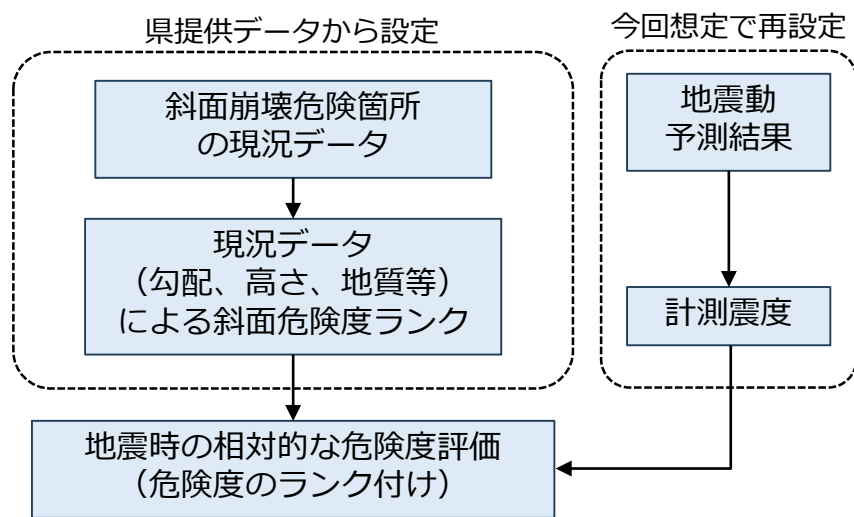 県提供データから設定
斜面崩壊危険箇所
の現況データ
現況データ
（勾配、高さ、地質等）
による斜面危険度ランク
今回想定で再設定
地震動
予測結果
計測震度
地震時の相対的な危険度評価
（危険度のランク付け）